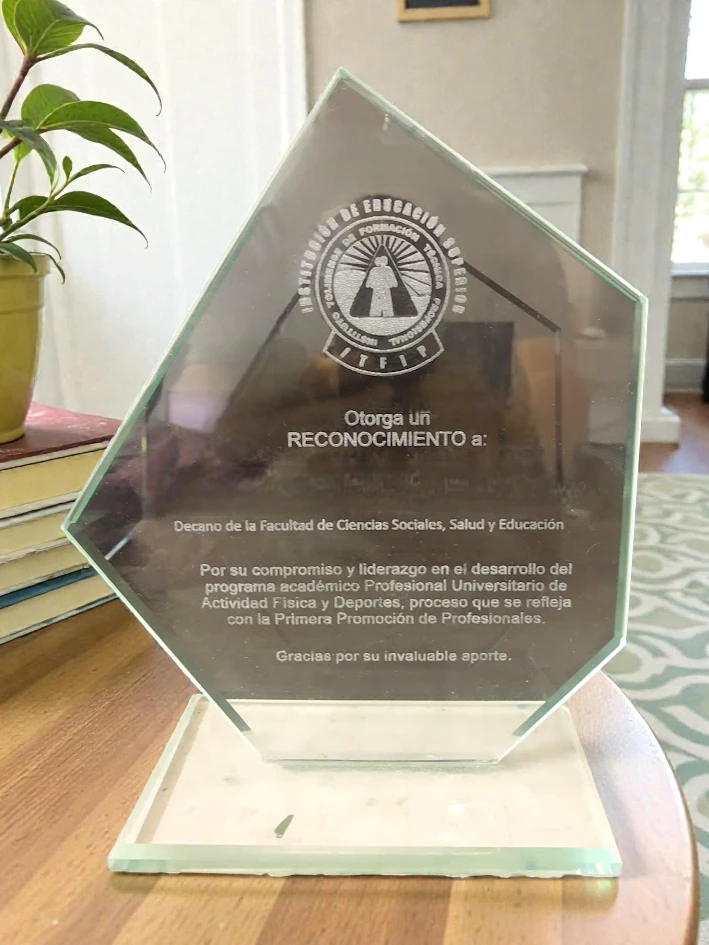 INSTITUCIÓN DE EDUCACIÓN SUPERIOR
INSTITUTO TOLIMENSE DE FORMACIÓN TÉCNICA PROFESIONAL
ITFIP
Otorga un
RECONOCIMIENTO a:
Decano de la Facultad de Ciencias Sociales, Salud y Educación
Por su compromiso y liderazgo en el desarrollo del
programa académico Profesional Universitario de
Actividad Física y Deportes, proceso que se refleja
con la Primera Promoción de Profesionales.
Gracias por su invaluable aporte.